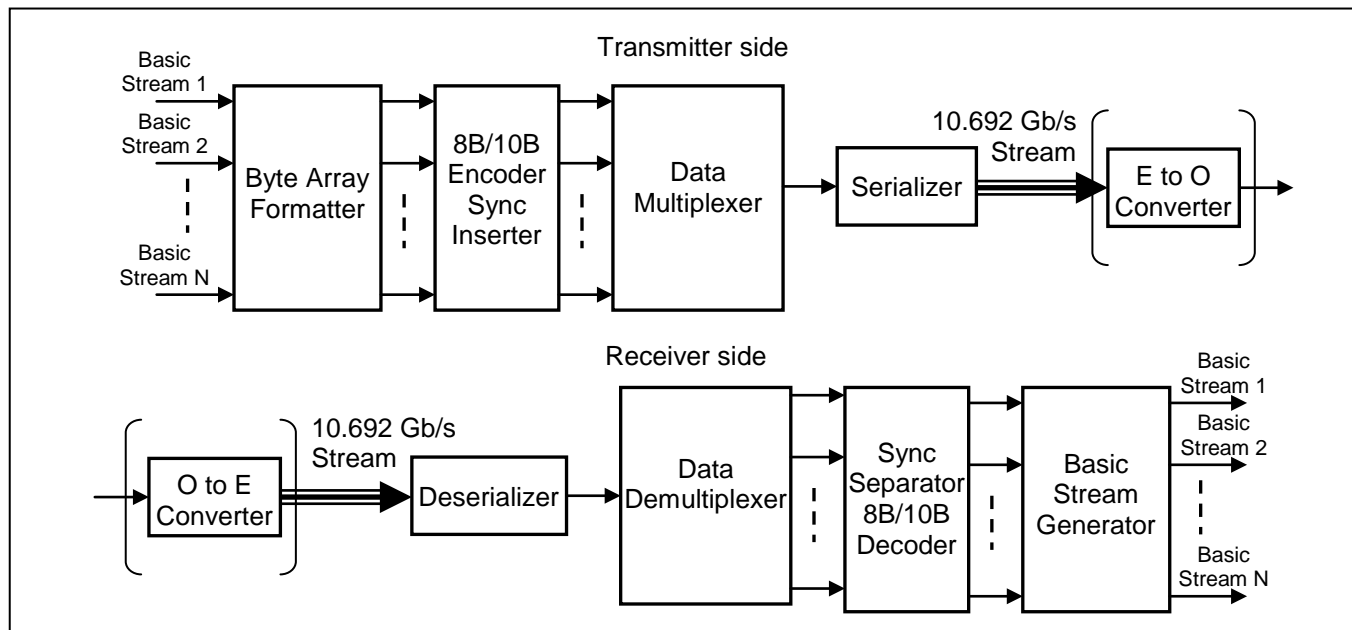 Transmitter side
Basic
Stream 1
Basic
Stream 2
Basic
Stream N
Byte Array
Formatter
8B/10B
Encoder
Sync
Inserter
Data
Multiplexer
Serializer
10.692 Gb/s
Stream
E to O
Converter
Receiver side
O to E
Converter
10.692 Gb/s
Stream
Deserializer
Data
Demultiplexer
Sync
Separator
8B/10B
Decoder
Basic
Stream
Generator
Basic
Stream 1
Basic
Stream 2
Basic
Stream N